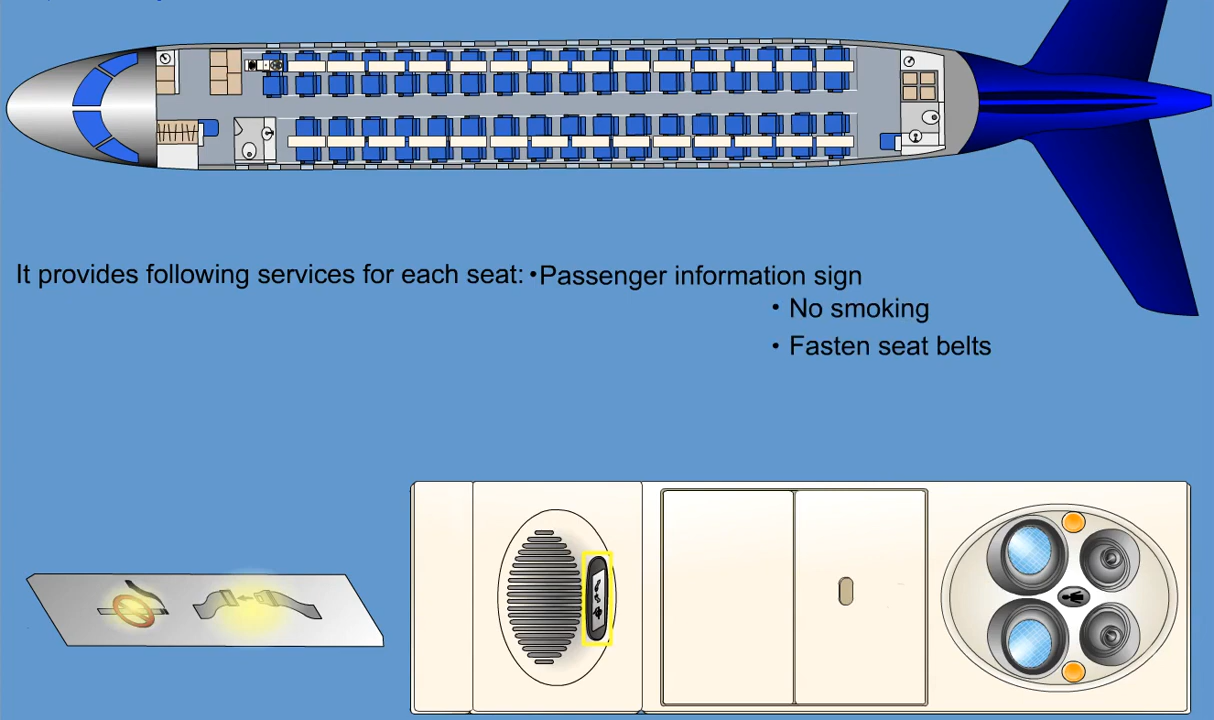 It provides following services for each seat: •Passenger information sign
• No smoking
• Fasten seat belts